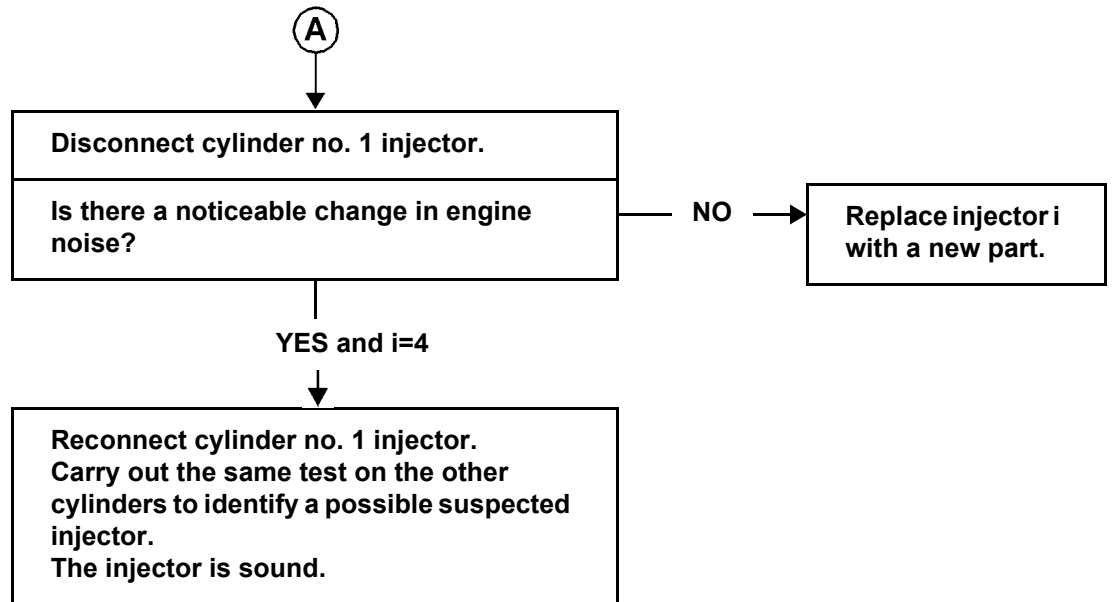 A
Disconnect cylinder no. 1 injector.
Is there a noticeable change in engine
noise?
NO
Replace injector i
with a new part.
YES and i=4
Reconnect cylinder no. 1 injector.
Carry out the same test on the other
cylinders to identify a possible suspected
injector.
The injector is sound.